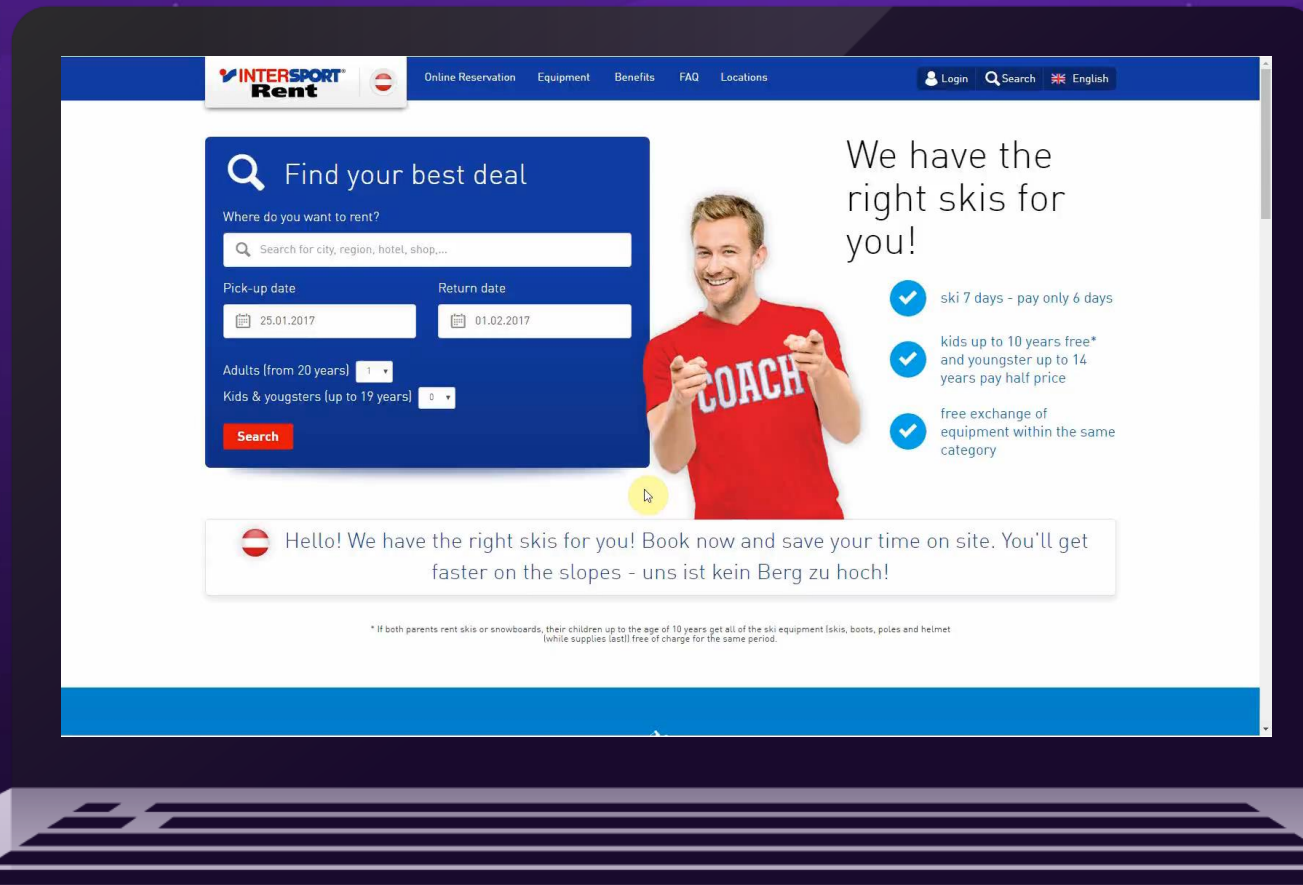 INTERSPORT
Rent
Online Reservation Equipment Benefits FAQ Locations
Login Search English
Find your best deal
Where do you want to rent?
Search for city, region, hotel, shop,...
Pick-up date Return date
25.01.2017 01.02.2017
Adults (from 20 years) 1
Kids & yougsters (up to 19 years) 0
Search
COACH
We have the
right skis for
you!
ski 7 days - pay only 6 days
kids up to 10 years free*
and youngster up to 14
years pay half price
free exchange of
equipment within the same
category
Hello! We have the right skis for you! Book now and save your time on site. You'll get
faster on the slopes - uns ist kein Berg zu hoch!
* If both parents rent skis or snowboards, their children up to the age of 10 years get all of the ski equipment (skis, boots, poles and helmet
(while supplies last)) free of charge for the same period.